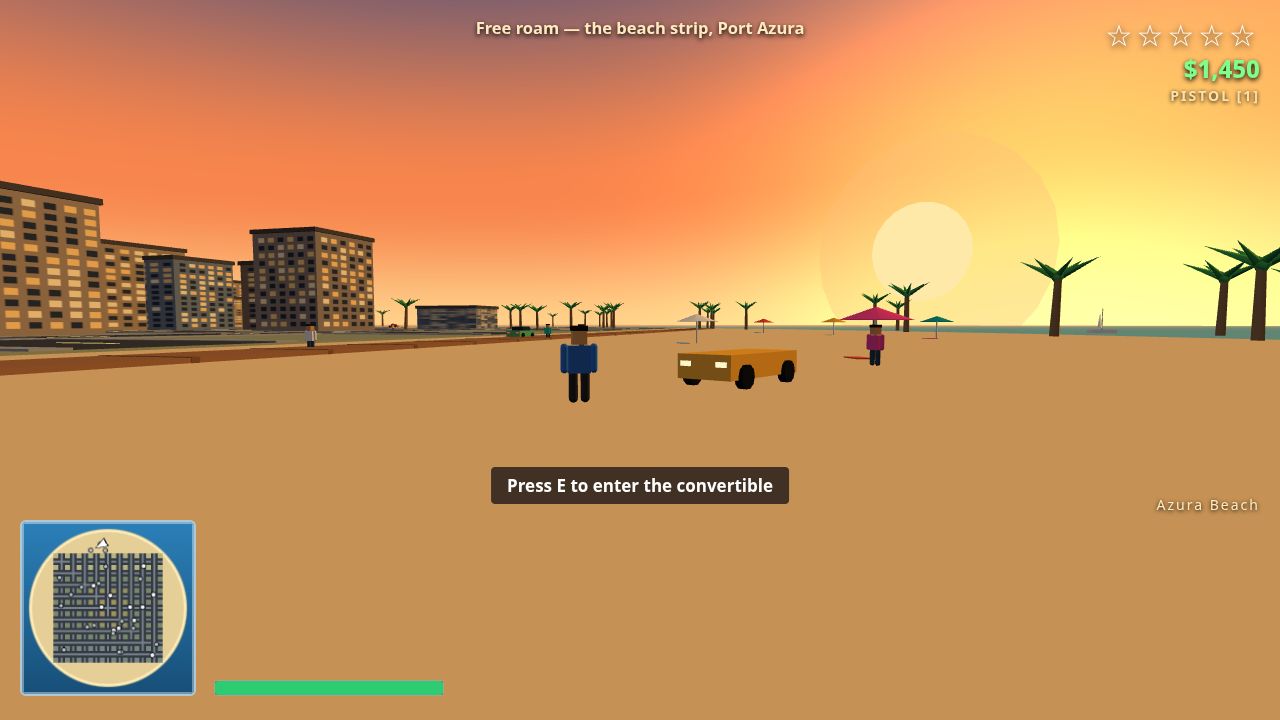 Free roam — the beach strip, Port Azura
$1,450
PISTOL [1]
Press E to enter the convertible
Azura Beach